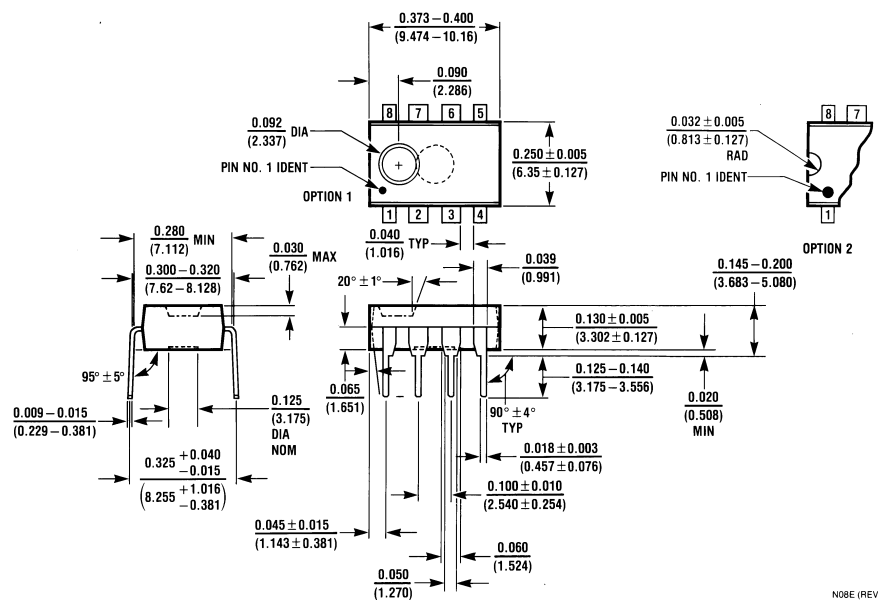 0.373 – 0.400
(9.474 – 10.16)
0.090
(2.286)
8 7 6 5
0.092 DIA
(2.337)
PIN NO. 1 IDENT
OPTION 1
+
0.250 ± 0.005
(6.35 ± 0.127)
1 2 3 4
8 7
0.032 ± 0.005
(0.813 ± 0.127)
RAD
PIN NO. 1 IDENT
1
OPTION 2
0.280 MIN
(7.112)
0.300 – 0.320
(7.62 – 8.128)
0.030 MAX
(0.762)
0.040 TYP
(1.016)
20° ± 1°
0.039
(0.991)
0.145 – 0.200
(3.683 – 5.080)
0.130 ± 0.005
(3.302 ± 0.127)
95° ± 5°
0.009 – 0.015
(0.229 – 0.381)
0.125
(3.175)
DIA
NOM
0.065
(1.651)
90° ± 4°
TYP
0.125 – 0.140
(3.175 – 3.556)
0.020
(0.508)
MIN
0.325 +0.040
−0.015
(8.255 +1.016
−0.381)
0.018 ± 0.003
(0.457 ± 0.076)
0.100 ± 0.010
(2.540 ± 0.254)
0.045 ± 0.015
(1.143 ± 0.381)
0.060
(1.524)
0.050
(1.270)
N08E (REV